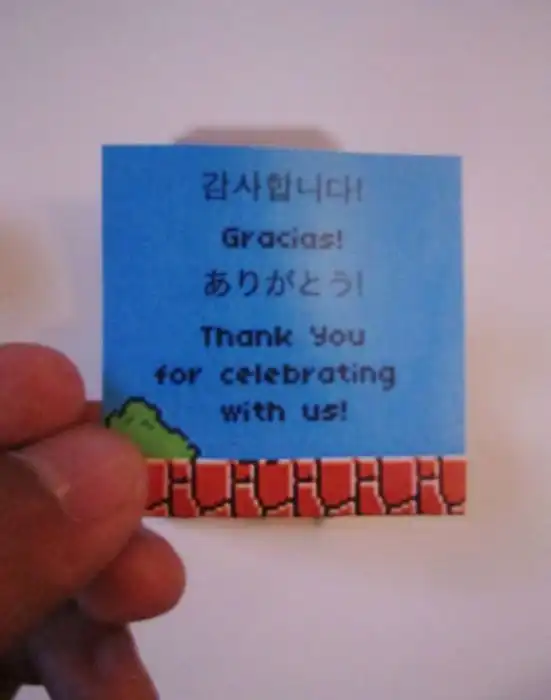 감사합니다!
Gracias!
ありがとう!
Thank You
for celebrating
with us!